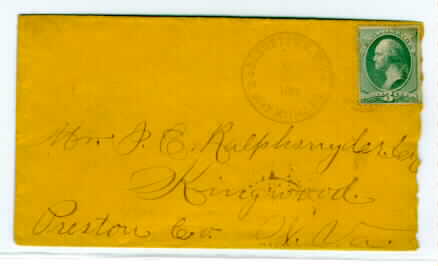 Mr. J. E. Ralphsnyder. Esq
Kingwood.
Preston Co. W. Va.